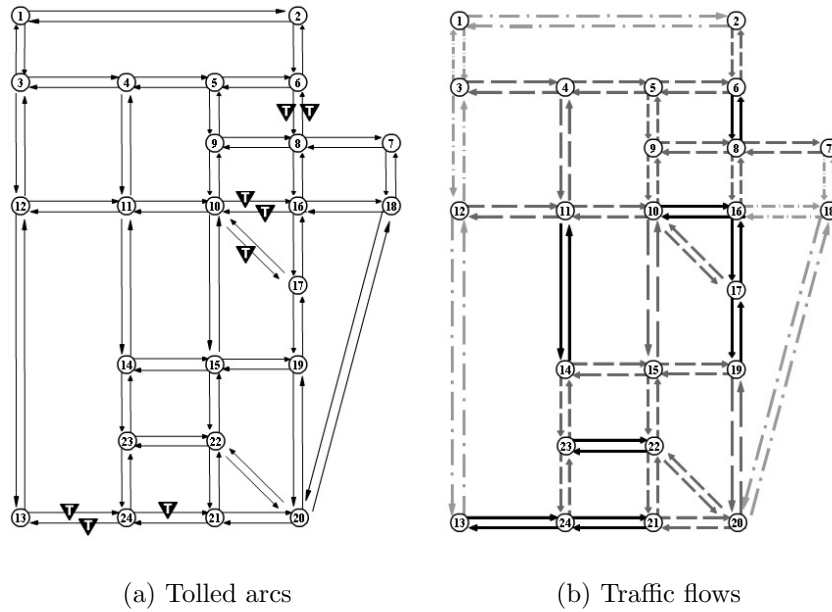 1 2
3 4 5 6
T T
9 8 7
12 11 10 T T 16 18
T
17
14 15 19
23 22
T T T
13 24 21 20
(a) Tolled arcs
1 2
3 4 5 6
9 8 7
12 11 10 16 18
17
14 15 19
23 22
13 24 21 20
(b) Traffic flows